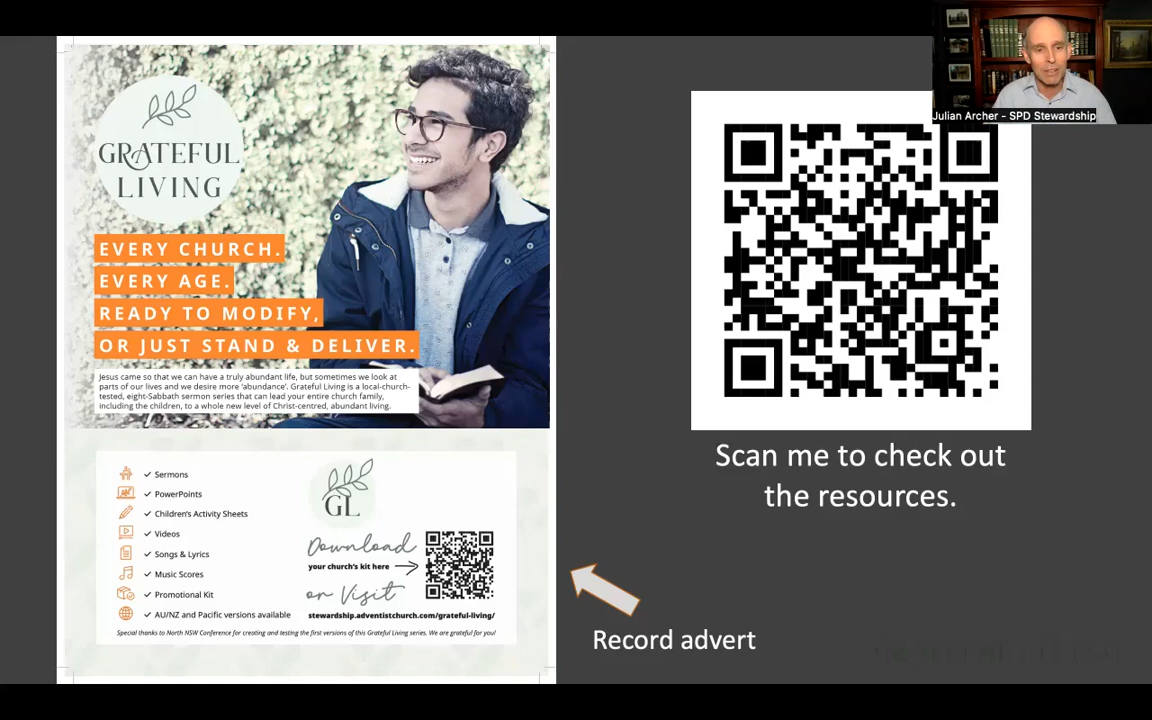 GRATEFUL
LIVING
EVERY CHURCH.
EVERY AGE.
READY TO MODIFY,
OR JUST STAND & DELIVER.
Jesus came so that we can have a truly abundant life, but sometimes we look at
parts of our lives and we desire more ‘abundance’. Grateful Living is a local-church-
tested, eight-Sabbath sermon series that can lead your entire church family,
including the children, to a whole new level of Christ-centred, abundant living.
Sermons
PowerPoints
Children's Activity Sheets
Videos
Songs & Lyrics
Music Scores
Promotional Kit
AU/NZ and Pacific versions available
GL
Download
your church's kit here
or Visit
stewardship.adventistchurch.com/grateful-living/
Special thanks to North NSW Conference for creating and testing the first versions of this Grateful Living series. We are grateful for you!
Julian Archer - SPD Stewardship
Scan me to check out
the resources.
Record advert